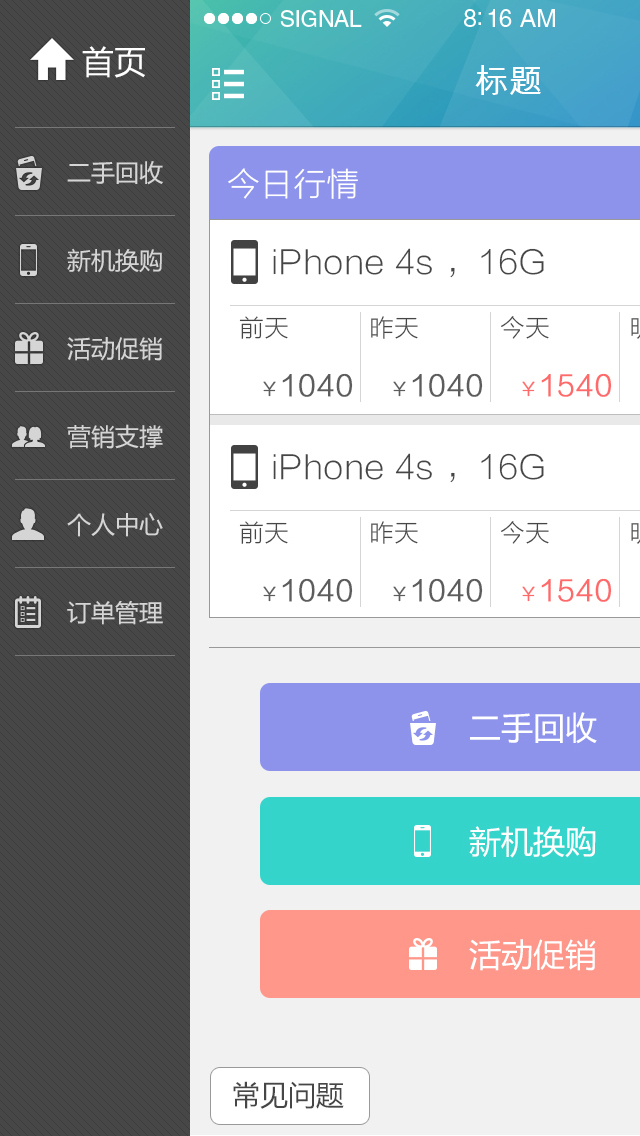 首页
二手回收
新机换购
活动促销
营销支撑
个人中心
订单管理
SIGNAL 8:16 AM
标题
今日行情
iPhone 4s ，16G
前天 昨天 今天
¥1040 ¥1040 ¥1540
iPhone 4s ，16G
前天 昨天 今天
¥1040 ¥1040 ¥1540
二手回收
新机换购
活动促销
常见问题